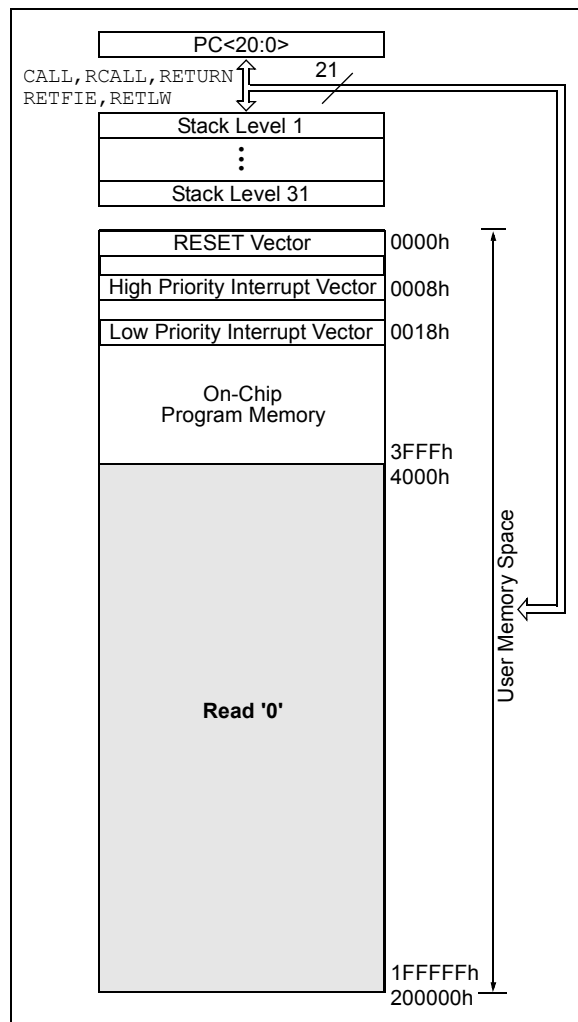 PC<20:0>
CALL,RCALL,RETURN
RETFIE,RETLW
21
Stack Level 1
Stack Level 31
RESET Vector
0000h
High Priority Interrupt Vector
0008h
Low Priority Interrupt Vector
0018h
On-Chip
Program Memory
3FFFh
4000h
User Memory Space
Read '0'
1FFFFFh
200000h